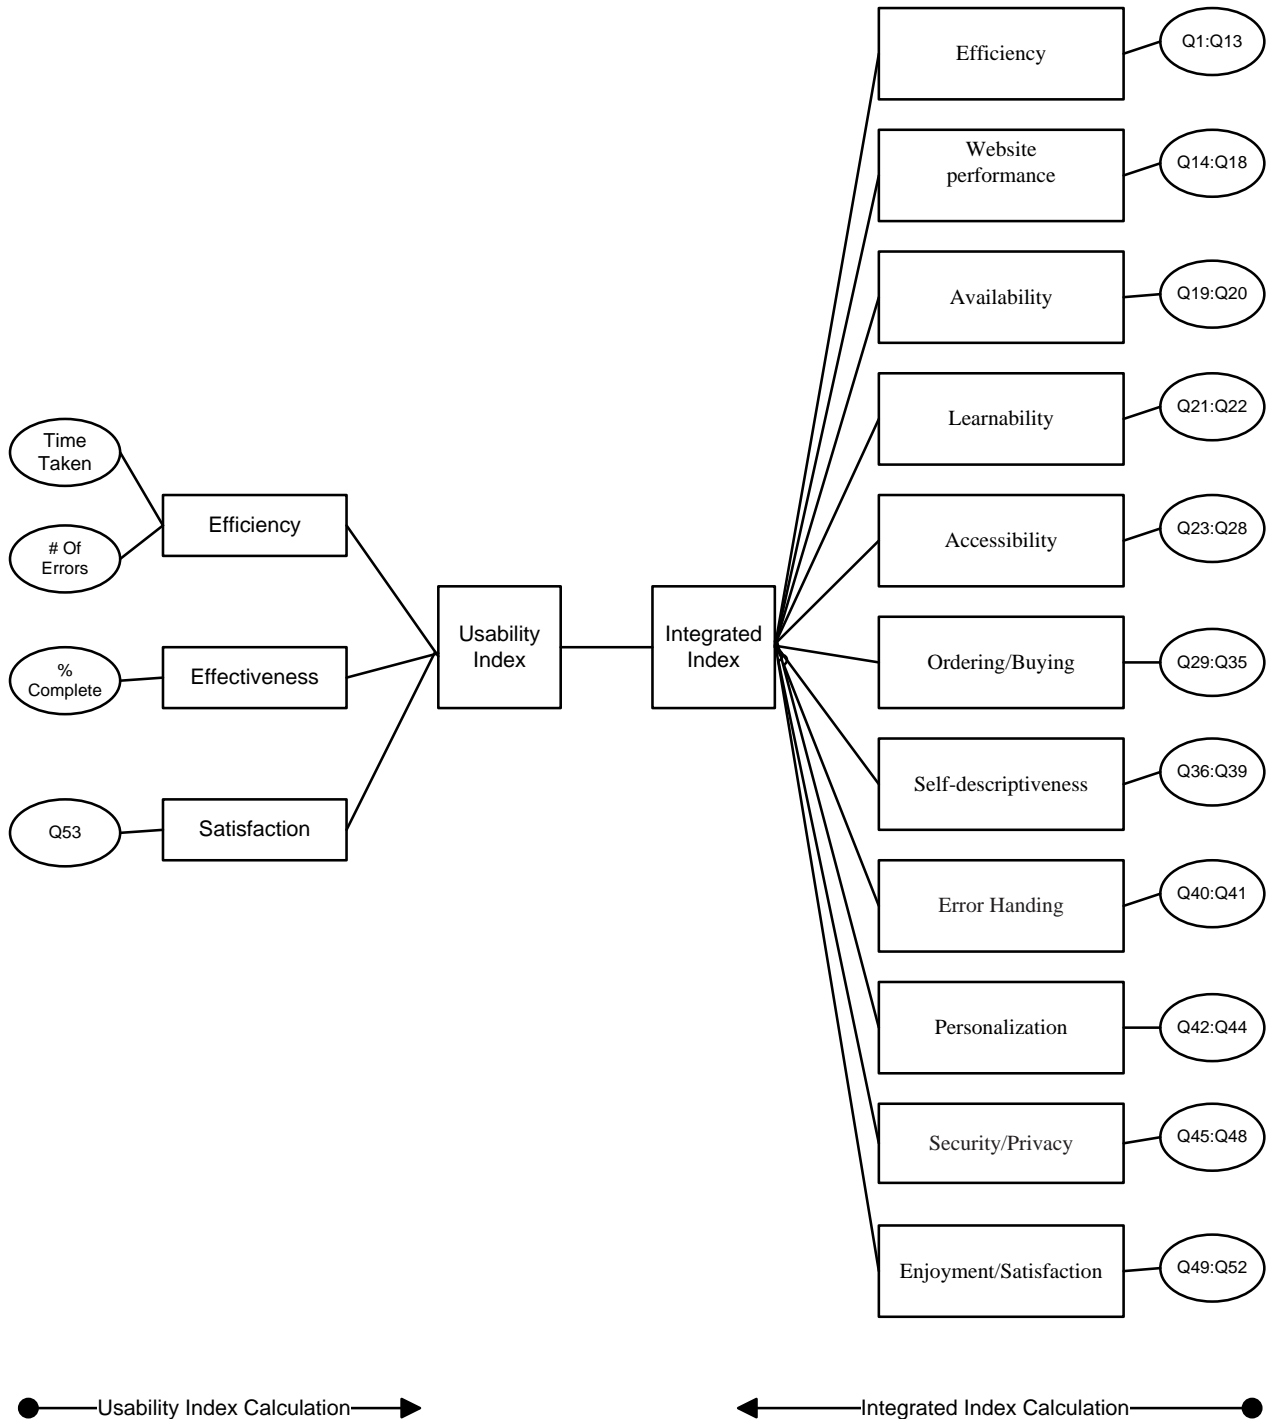 Time
Taken
# Of
Errors
Efficiency
%
Complete
Effectiveness
Q53
Satisfaction
Usability
Index
Integrated
Index
Efficiency
Q1:Q13
Website
performance
Q14:Q18
Availability
Q19:Q20
Learnability
Q21:Q22
Accessibility
Q23:Q28
Ordering/Buying
Q29:Q35
Self-descriptiveness
Q36:Q39
Error Handing
Q40:Q41
Personalization
Q42:Q44
Security/Privacy
Q45:Q48
Enjoyment/Satisfaction
Q49:Q52
Usability Index Calculation
Integrated Index Calculation